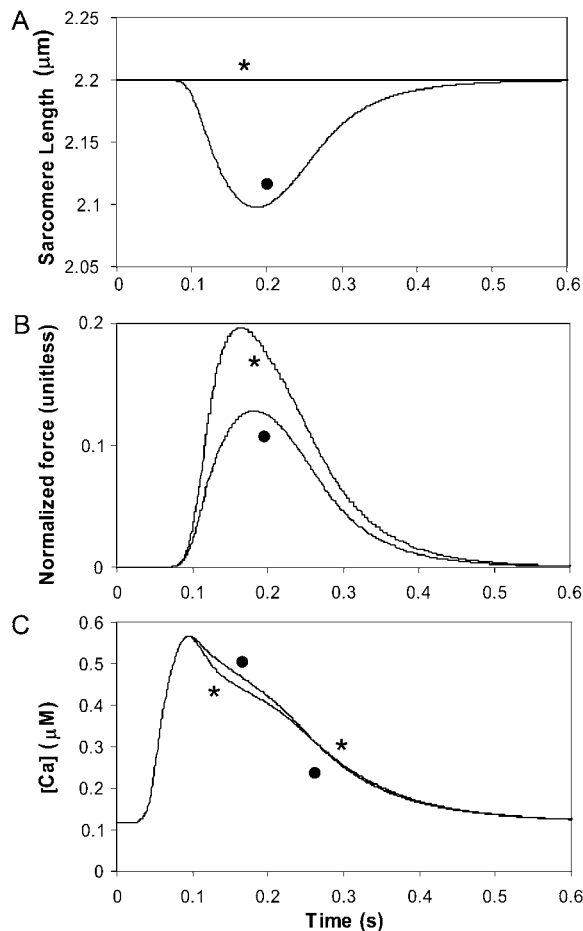 A
Sarcomere Length (μm)
2.25
2.2
2.15
2.1
2.05
0 0.1 0.2 0.3 0.4 0.5 0.6
*
B
Normalized force (unitless)
0.2
0.1
0
0 0.1 0.2 0.3 0.4 0.5 0.6
*
C
[Ca] (μM)
0.6
0.5
0.4
0.3
0.2
0.1
0
0 0.1 0.2 0.3 0.4 0.5 0.6
* *
Time (s)